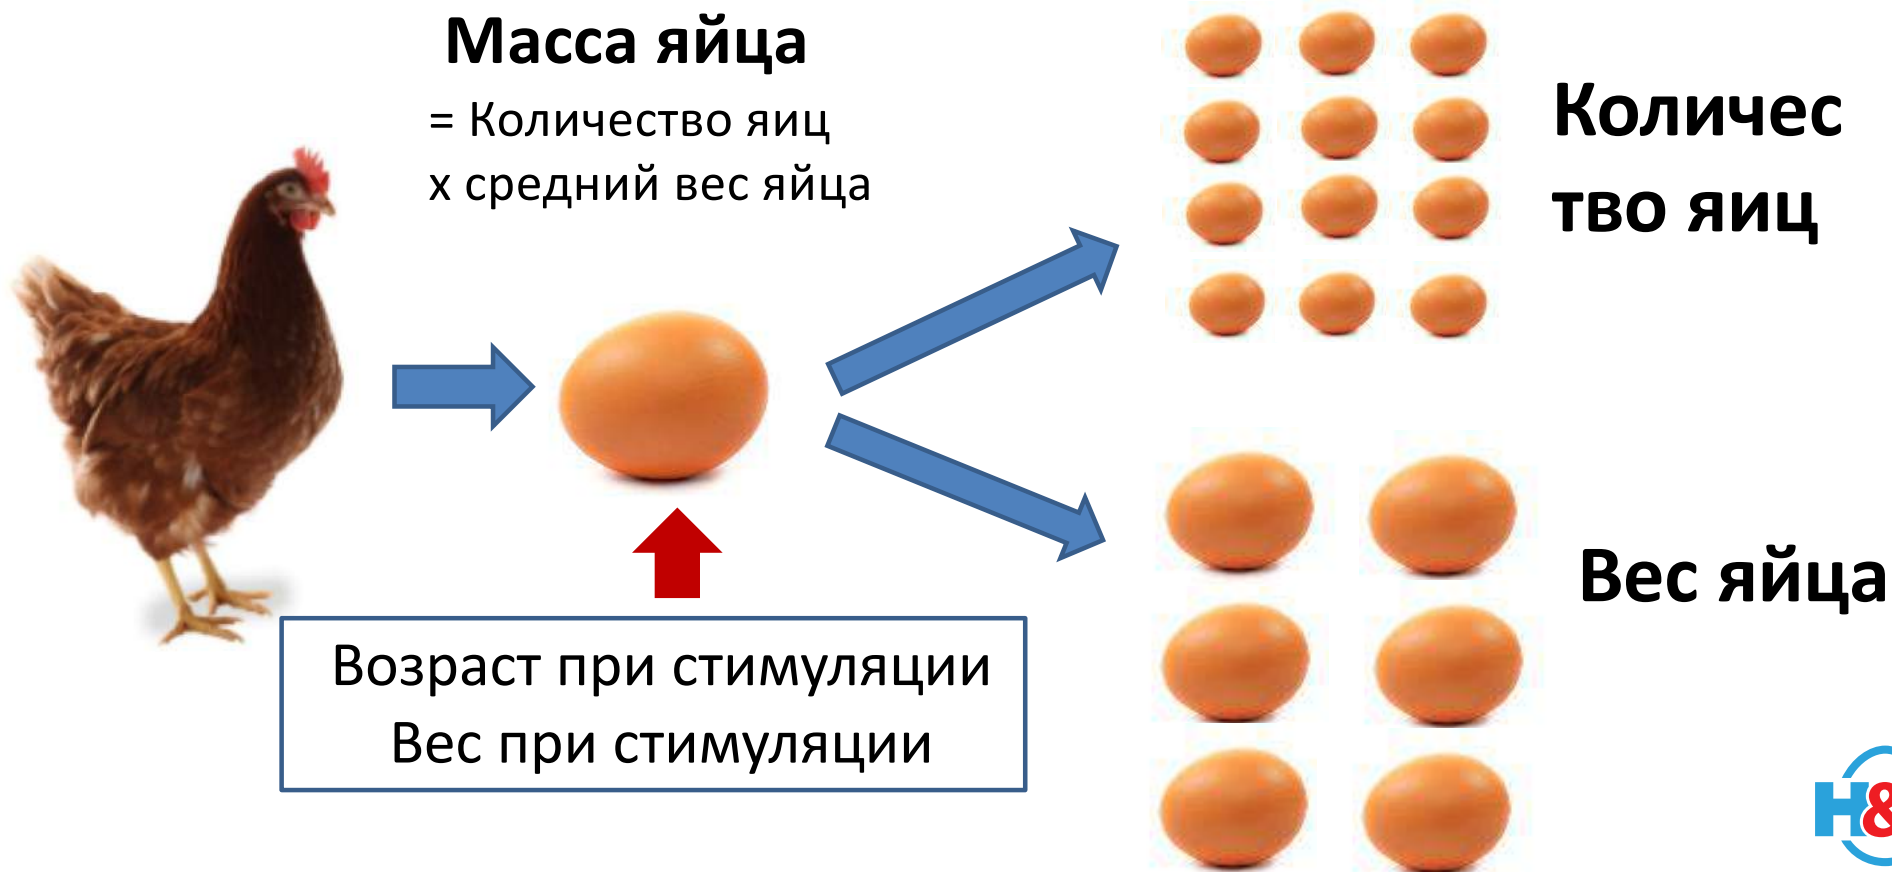 Масса яйца
= Количество яиц
х средний вес яйца
Количес
тво яиц
Вес яйца
Возраст при стимуляции
Вес при стимуляции
H&